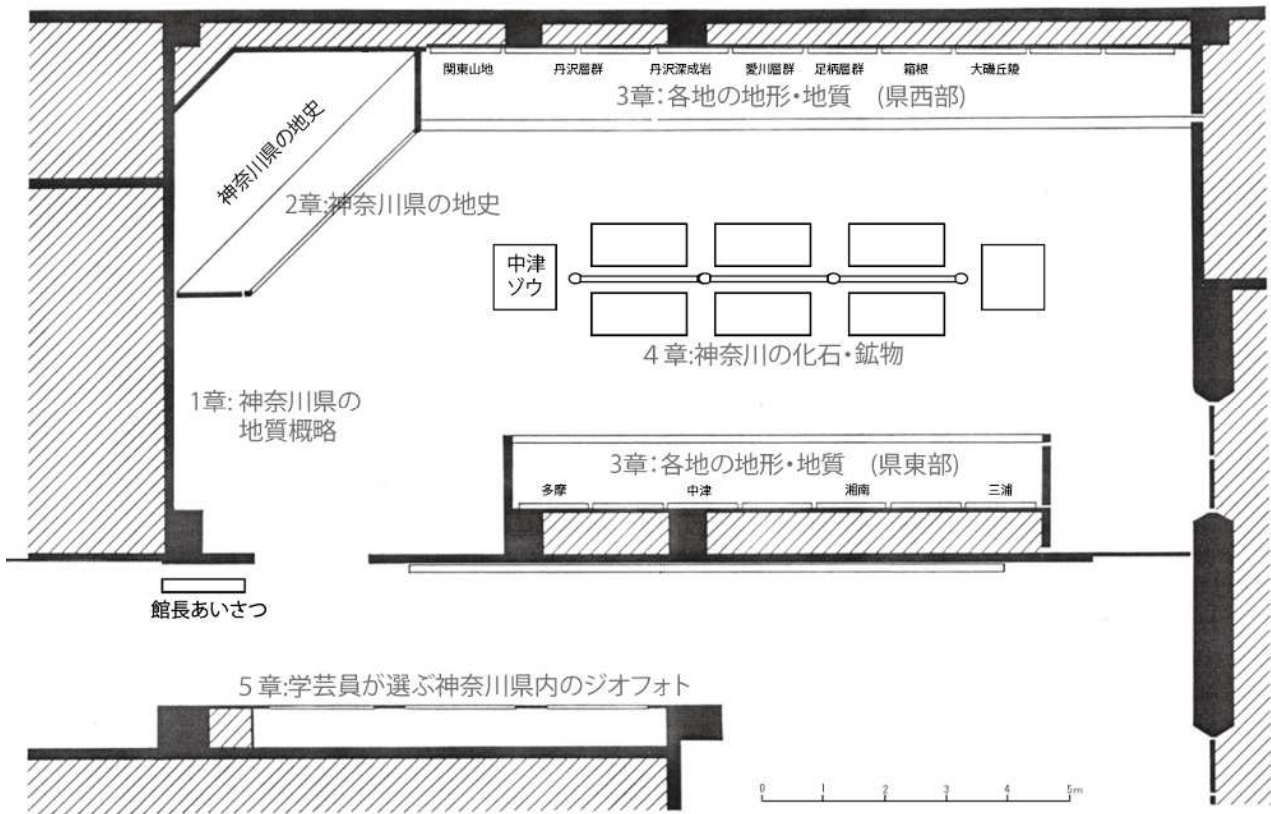 関東山地 丹沢層群 丹沢深成岩 愛川層群 足柄層群 箱根 大磯丘陵
3章：各地の地形・地質 (県西部)
神奈川県の地史
2章:神奈川県の地史
中津
ゾウ
4章:神奈川の化石・鉱物
1章: 神奈川県の
地質概略
3章：各地の地形・地質 (県東部)
多摩 中津 湘南 三浦
館長あいさつ
5章:学芸員が選ぶ神奈川県内のジオフォト
0 1 2 3 4 5m